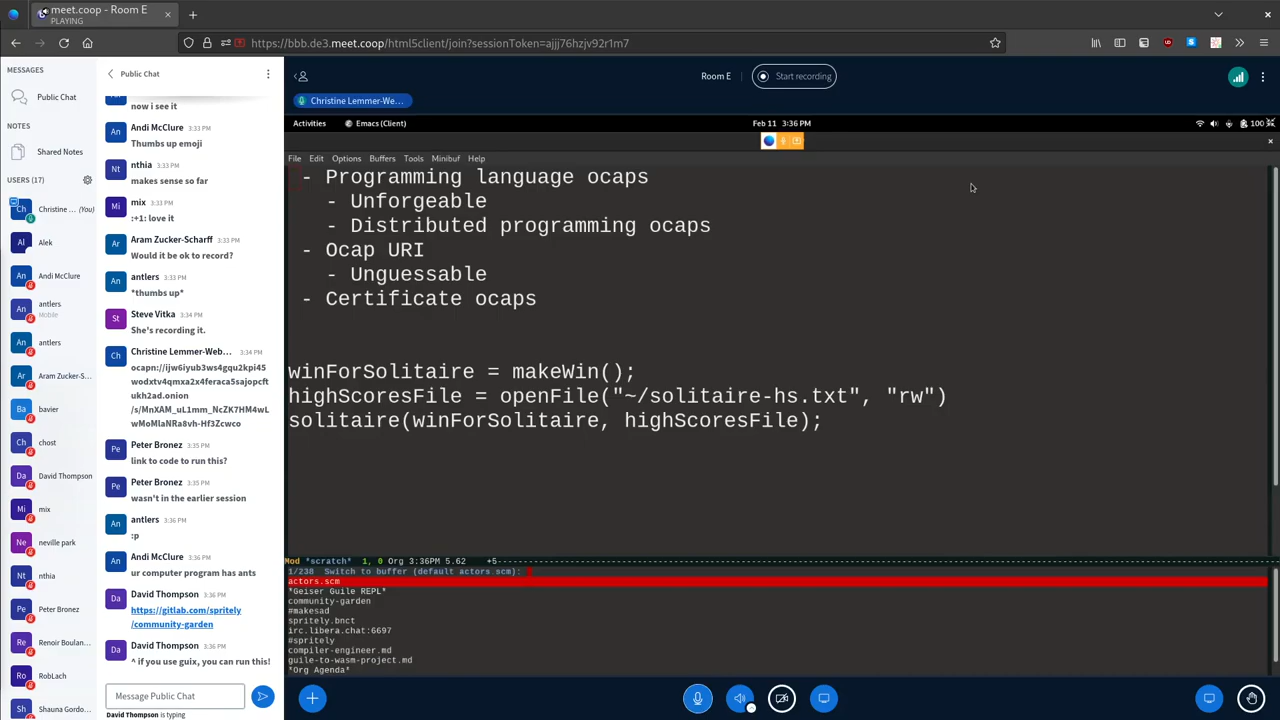 meet.coop - Room E
PLAYING
https://bbb.de3.meet.coop/html5client/join?sessionToken=ajjj76hzjv92r1m7
MESSAGES
Public Chat
NOTES
Shared Notes
USERS (17)
Ch
Christine ... (You)
Al
Alek
An
Andi McClure
An
antlers
Mobile
An
antlers
Ar
Aram Zucker-S...
Ba
bavier
Ch
chost
Da
David Thompson
Mi
mix
Ne
neville park
Nt
nthia
Pe
Peter Bronez
Re
Renoir Boulan...
Ro
RobLach
Sh
Shauna Gordo...
Public Chat
now i see it
An
Andi McClure 3:33 PM
Thumbs up emoji
Nt
nthia 3:33 PM
makes sense so far
Mi
mix 3:33 PM
:+1: love it
Ar
Aram Zucker-Scharff 3:33 PM
Would it be ok to record?
An
antlers 3:33 PM
*thumbs up*
St
Steve Vitka 3:34 PM
She's recording it.
Ch
Christine Lemmer-Web... 3:34 PM
ocapn://ijw6iyub3ws4gqu2kpi45
wodxtv4qmxa2x4feraca5sajopcft
ukh2ad.onion
/s/MnXAM_uL1mm_NcZK7HM4wL
wMoMlaNRa8vh-Hf3Zcwco
Pe
Peter Bronez 3:35 PM
link to code to run this?
Pe
Peter Bronez 3:35 PM
wasn't in the earlier session
An
antlers 3:36 PM
:p
An
Andi McClure 3:36 PM
ur computer program has ants
Da
David Thompson 3:36 PM
https://gitlab.com/spritely
/community-garden
Da
David Thompson 3:36 PM
^ if you use guix, you can run this!
Message Public Chat
David Thompson is typing
Room E
Start recording
Christine Lemmer-We...
Activities
Emacs (Client)
Feb 11 3:36 PM
100 %
File Edit Options Buffers Tools Minibuf Help
- Programming language ocaps
- Unforgeable
- Distributed programming ocaps
- Ocap URI
- Unguessable
- Certificate ocaps
winForSolitaire = makeWin();
highScoresFile = openFile("~/solitaire-hs.txt", "rw")
solitaire(winForSolitaire, highScoresFile);
Mod *scratch* 1, 0 Org 3:36PM 5.62 +5
1/238 Switch to buffer (default actors.scm):
actors.scm
*Geiser Guile REPL*
community-garden
#makesad
spritely.bnct
irc.libera.chat:6697
#spritely
compiler-engineer.md
guile-to-wasm-project.md
*Org Agenda*